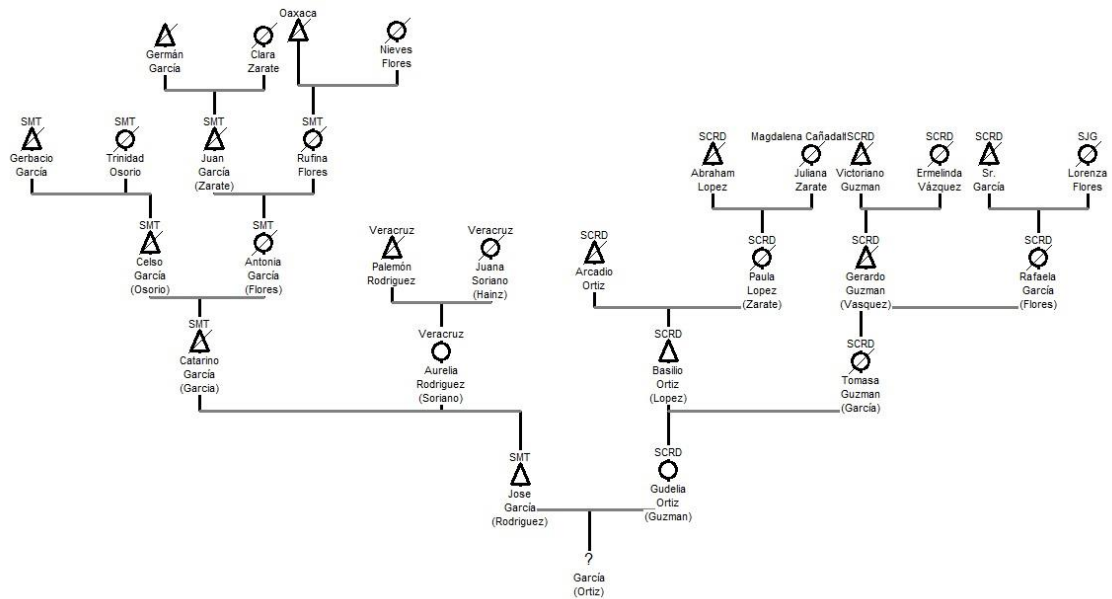 Oaxaca
Germán
García
Clara
Zarate
Nieves
Flores
SMT
Gerbacio
García
SMT
Trinidad
Osorio
SMT
Juan
García
(Zarate)
SMT
Rufina
Flores
SCRD
Abraham
Lopez
Magdalena Cañadalt
Juliana
Zarate
SCRD
Victoriano
Guzman
SCRD
Ermelinda
Vázquez
SCRD
Sr.
García
SJG
Lorenza
Flores
SMT
Celso
García
(Osorio)
SMT
Antonia
García
(Flores)
Veracruz
Palemón
Rodriguez
Veracruz
Juana
Soriano
(Hainz)
SCRD
Arcadio
Ortiz
SCRD
Paula
Lopez
(Zarate)
SCRD
Gerardo
Guzman
(Vasquez)
SCRD
Rafaela
García
(Flores)
SMT
Catarino
García
(Garcia)
Veracruz
Aurelia
Rodriguez
(Soriano)
SCRD
Basilio
Ortiz
(Lopez)
SCRD
Tomasa
Guzman
(García)
SMT
Jose
García
(Rodriguez)
SCRD
Gudelia
Ortiz
(Guzman)
?
García
(Ortiz)